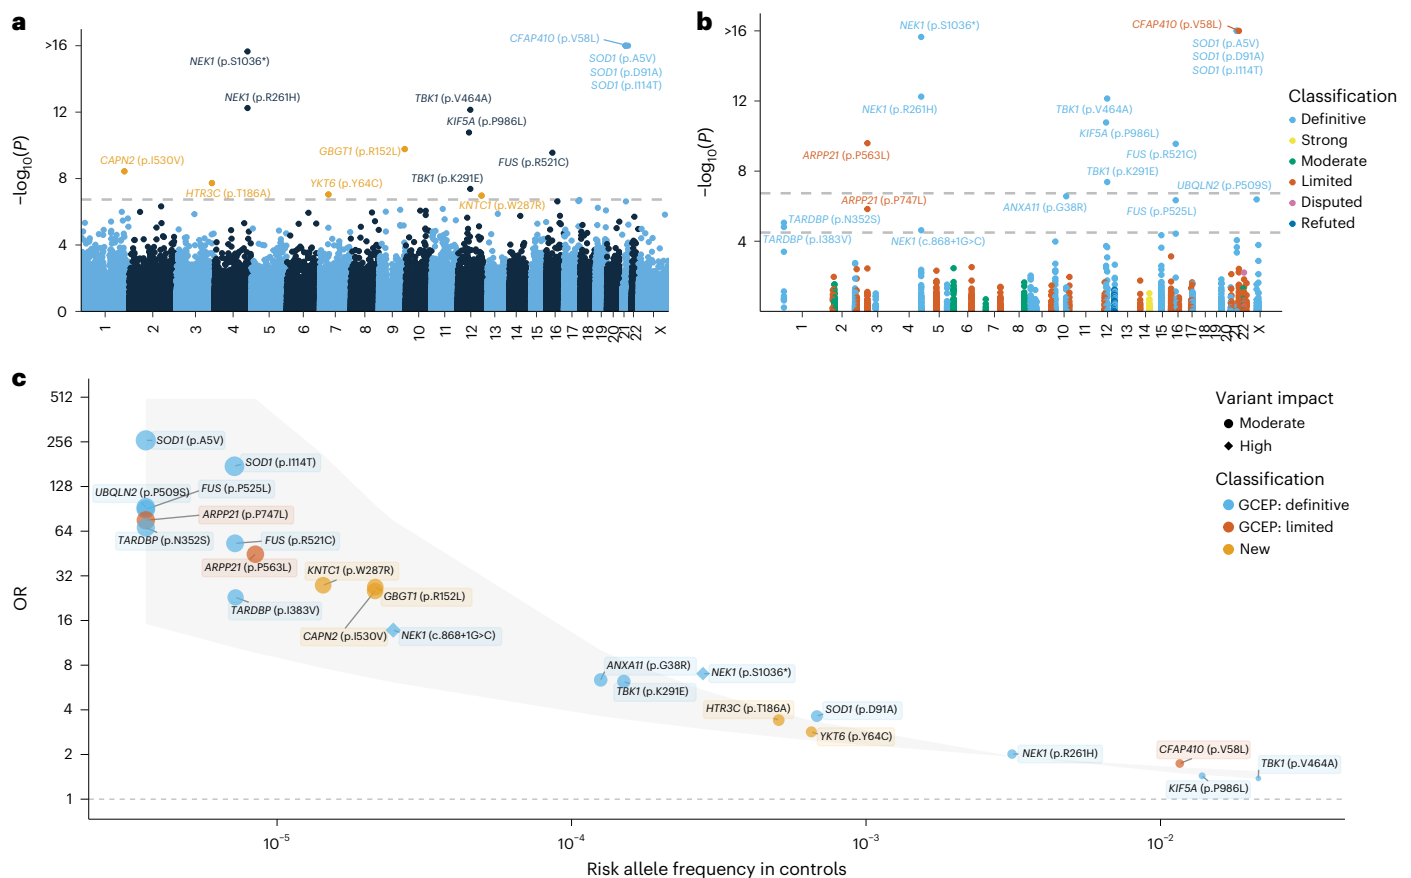 a
−log10(P)
>16
12
8
4
0
CFAP410 (p.V58L)
SOD1 (p.A5V)
SOD1 (p.D91A)
SOD1 (p.I114T)
NEK1 (p.S1036*)
NEK1 (p.R261H)
TBK1 (p.V464A)
KIF5A (p.P986L)
GBGT1 (p.R152L)
FUS (p.R521C)
CAPN2 (p.I530V)
HTR3C (p.T186A)
YKT6 (p.Y64C)
TBK1 (p.K291E)
KNTC1 (p.W287R)
1 2 3 4 5 6 7 8 9 10 11 12 13 14 15 16 17 18 19 20 21 22 X
b
−log10(P)
>16
12
8
4
NEK1 (p.S1036*)
CFAP410 (p.V58L)
SOD1 (p.A5V)
SOD1 (p.D91A)
SOD1 (p.I114T)
NEK1 (p.R261H)
TBK1 (p.V464A)
KIF5A (p.P986L)
ARPP21 (p.P563L)
FUS (p.R521C)
TBK1 (p.K291E)
UBQLN2 (p.P509S)
ARPP21 (p.P747L)
ANXA11 (p.G38R)
FUS (p.P525L)
TARDBP (p.N352S)
TARDBP (p.I383V)
NEK1 (c.868+1G>C)
1 2 3 4 5 6 7 8 9 10 11 12 13 14 15 16 17 18 19 20 21 22 X
Classification
Definitive
Strong
Moderate
Limited
Disputed
Refuted
c
OR
512
256
128
64
32
16
8
4
2
1
SOD1 (p.A5V)
SOD1 (p.I114T)
UBQLN2 (p.P509S)
FUS (p.P525L)
ARPP21 (p.P747L)
TARDBP (p.N352S)
FUS (p.R521C)
ARPP21 (p.P563L)
KNTC1 (p.W287R)
GBGT1 (p.R152L)
TARDBP (p.I383V)
CAPN2 (p.I530V)
NEK1 (c.868+1G>C)
ANXA11 (p.G38R)
NEK1 (p.S1036*)
TBK1 (p.K291E)
HTR3C (p.T186A)
SOD1 (p.D91A)
YKT6 (p.Y64C)
NEK1 (p.R261H)
CFAP410 (p.V58L)
TBK1 (p.V464A)
KIF5A (p.P986L)
Variant impact
Moderate
High
Classification
GCEP: definitive
GCEP: limited
New
10−5 10−4 10−3 10−2
Risk allele frequency in controls